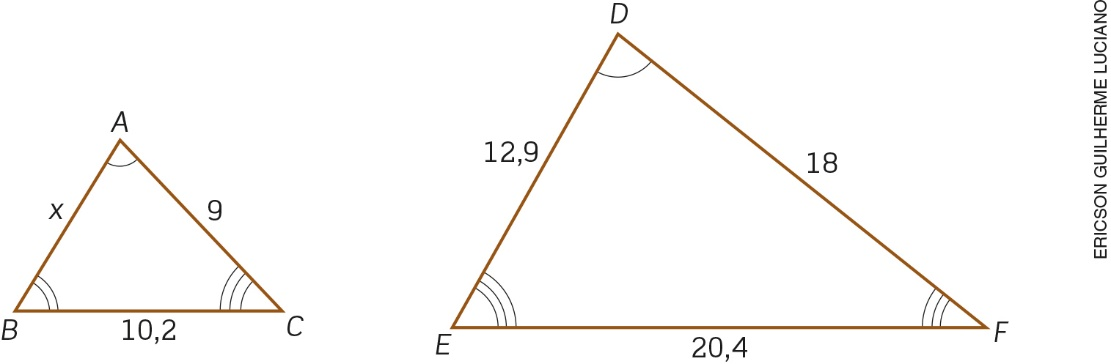 A
x
9
B
10,2
C
D
12,9
18
E
20,4
F
ERICSON GUILHERME LUCIANO